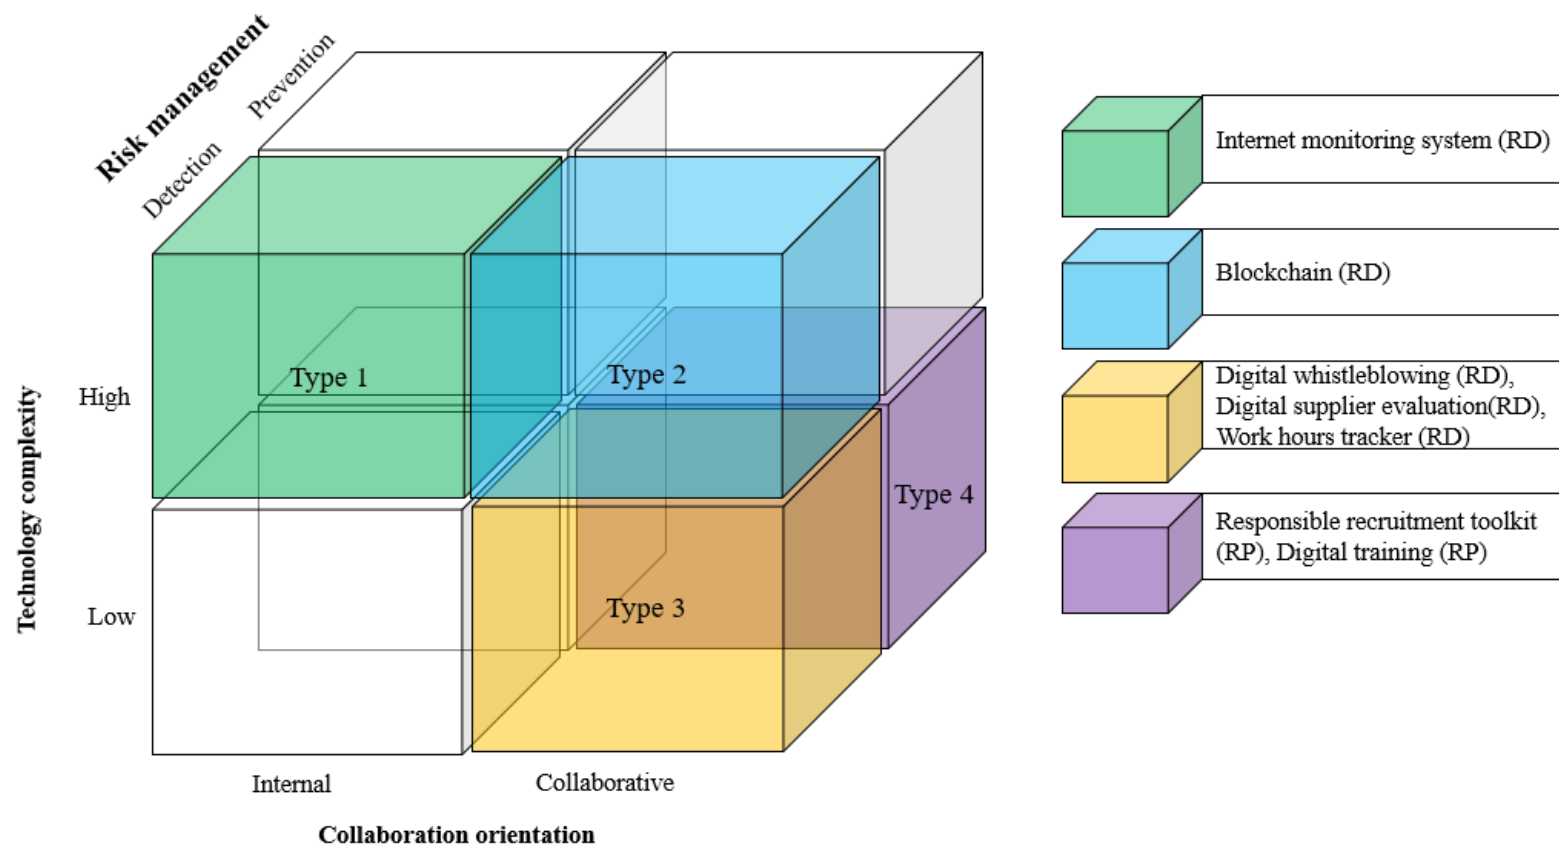 Risk management
Prevention
Detection
Technology complexity
High
Low
Type 1
Type 2
Type 3
Type 4
Internal
Collaborative
Collaboration orientation
Internet monitoring system (RD)
Blockchain (RD)
Digital whistleblowing (RD),
Digital supplier evaluation(RD),
Work hours tracker (RD)
Responsible recruitment toolkit
(RP), Digital training (RP)